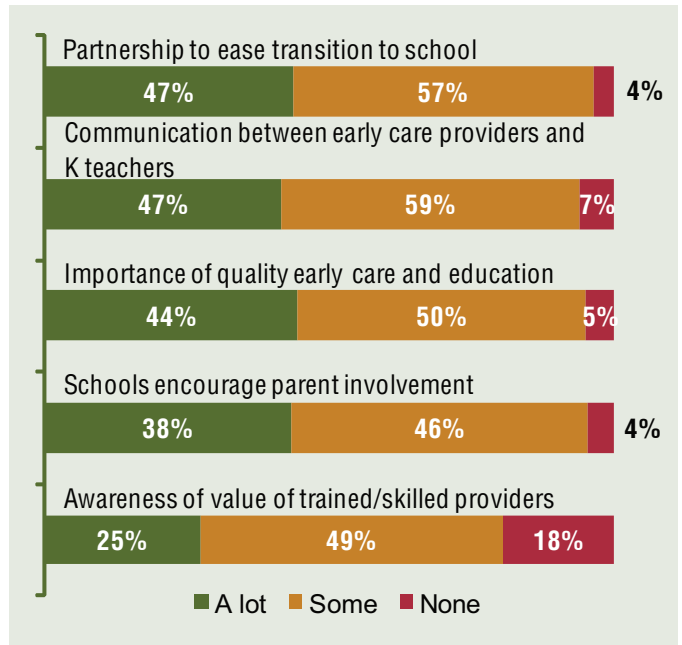 Partnership to ease transition to school
47% 57% 4%
Communication between early care providers and
K teachers
47% 59% 7%
Importance of quality early care and education
44% 50% 5%
Schools encourage parent involvement
38% 46% 4%
Awareness of value of trained/skilled providers
25% 49% 18%
A lot Some None